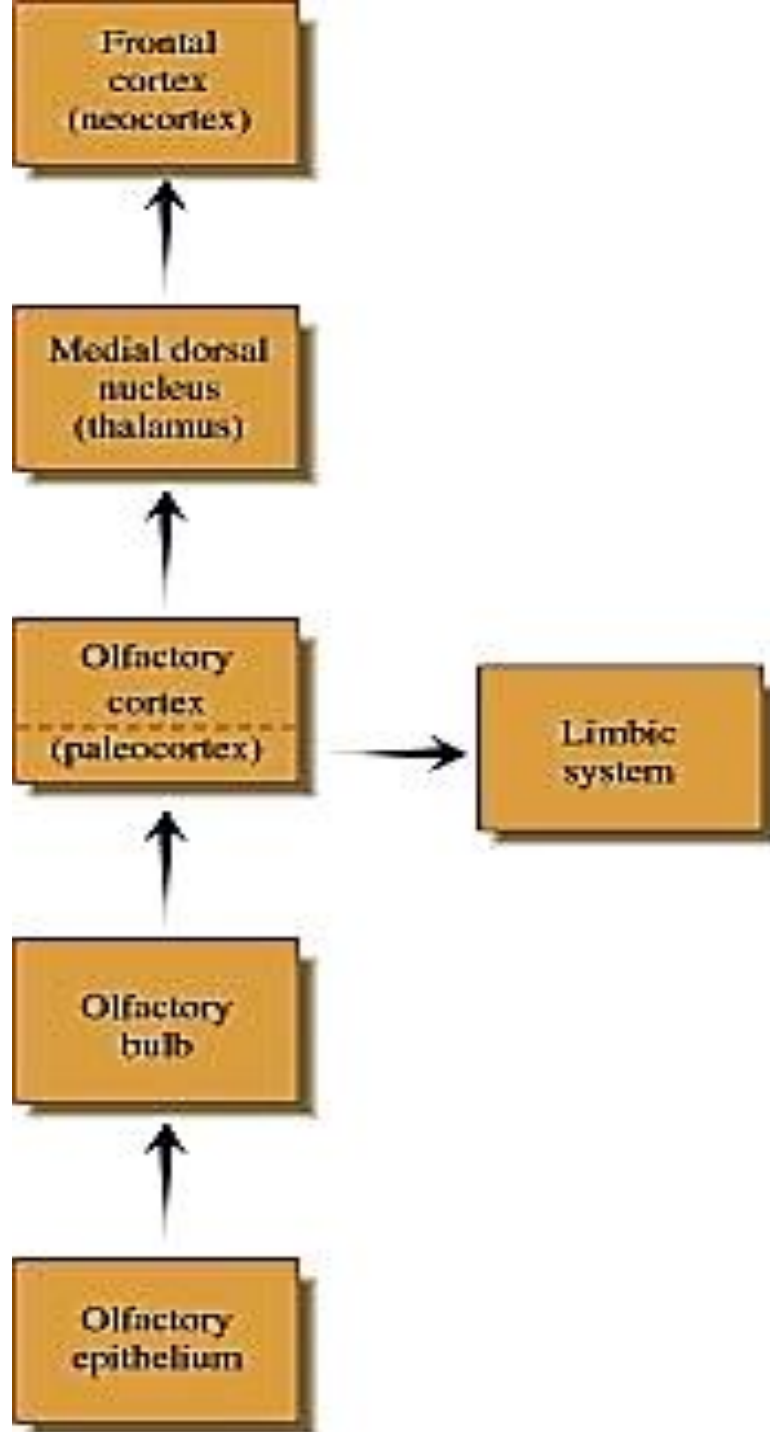 Frontal
cortex
(neocortex)
Medial dorsal
nucleus
(thalamus)
Olfactory
cortex
(paleocortex)
Limbic
system
Olfactory
bulb
Olfactory
epithelium